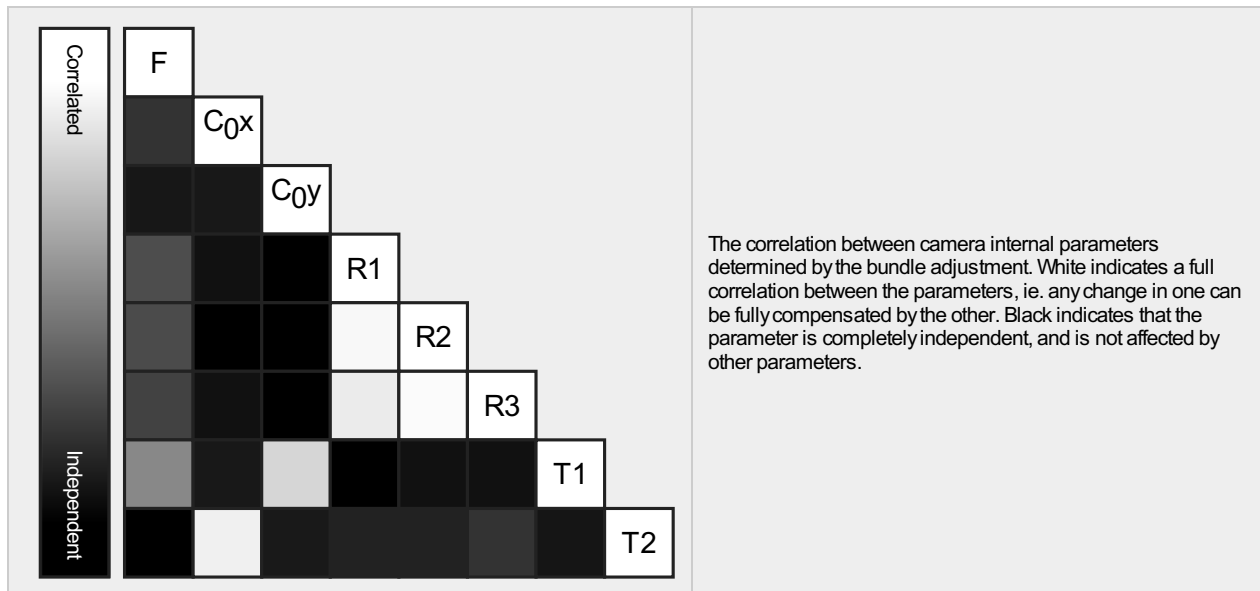 Correlated
Independent
F
C0x
C0y
R1
R2
R3
T1
T2
The correlation between camera internal parameters
determined by the bundle adjustment. White indicates a full
correlation between the parameters, ie. any change in one can
be fully compensated by the other. Black indicates that the
parameter is completely independent, and is not affected by
other parameters.